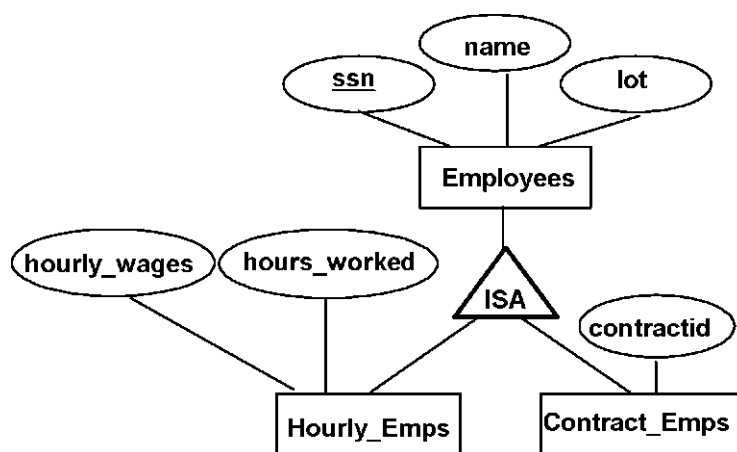 name
ssn
lot
Employees
hourly_wages
hours_worked
ISA
contractid
Hourly_Emps
Contract_Emps